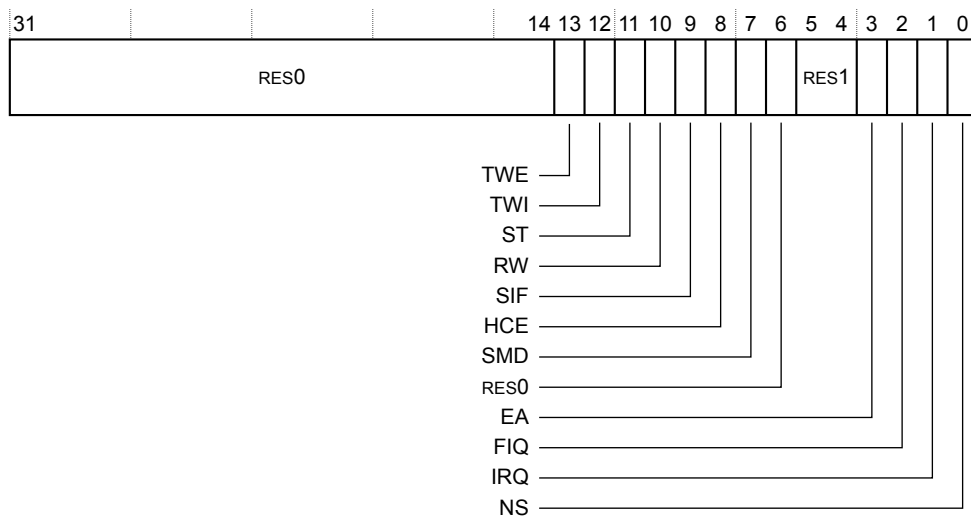 31 14 13 12 11 10 9 8 7 6 5 4 3 2 1 0
RES0 RES1
TWE
TWI
ST
RW
SIF
HCE
SMD
RES0
EA
FIQ
IRQ
NS